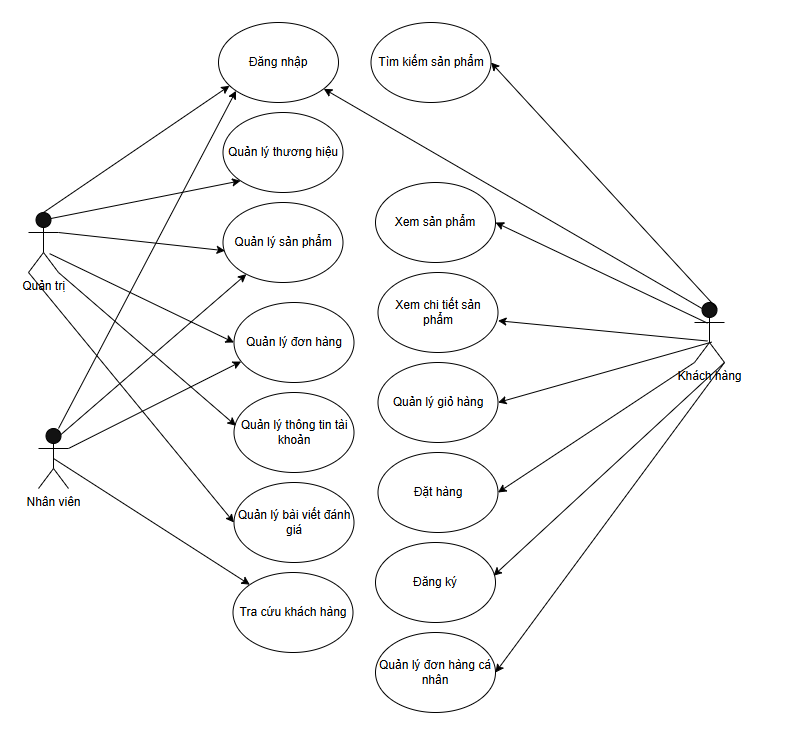 Đăng nhập
Tìm kiếm sản phẩm
Quản lý thương hiệu
Xem sản phẩm
Quản lý sản phẩm
Quản trị
Xem chi tiết sản
phẩm
Quản lý đơn hàng
Khách hàng
Quản lý giỏ hàng
Quản lý thông tin tài
khoản
Nhân viên
Đặt hàng
Quản lý bài viết đánh
giá
Đăng ký
Tra cứu khách hàng
Quản lý đơn hàng cá
nhân